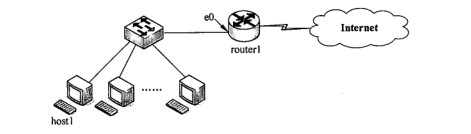 e0
Internet
router1
......
host1